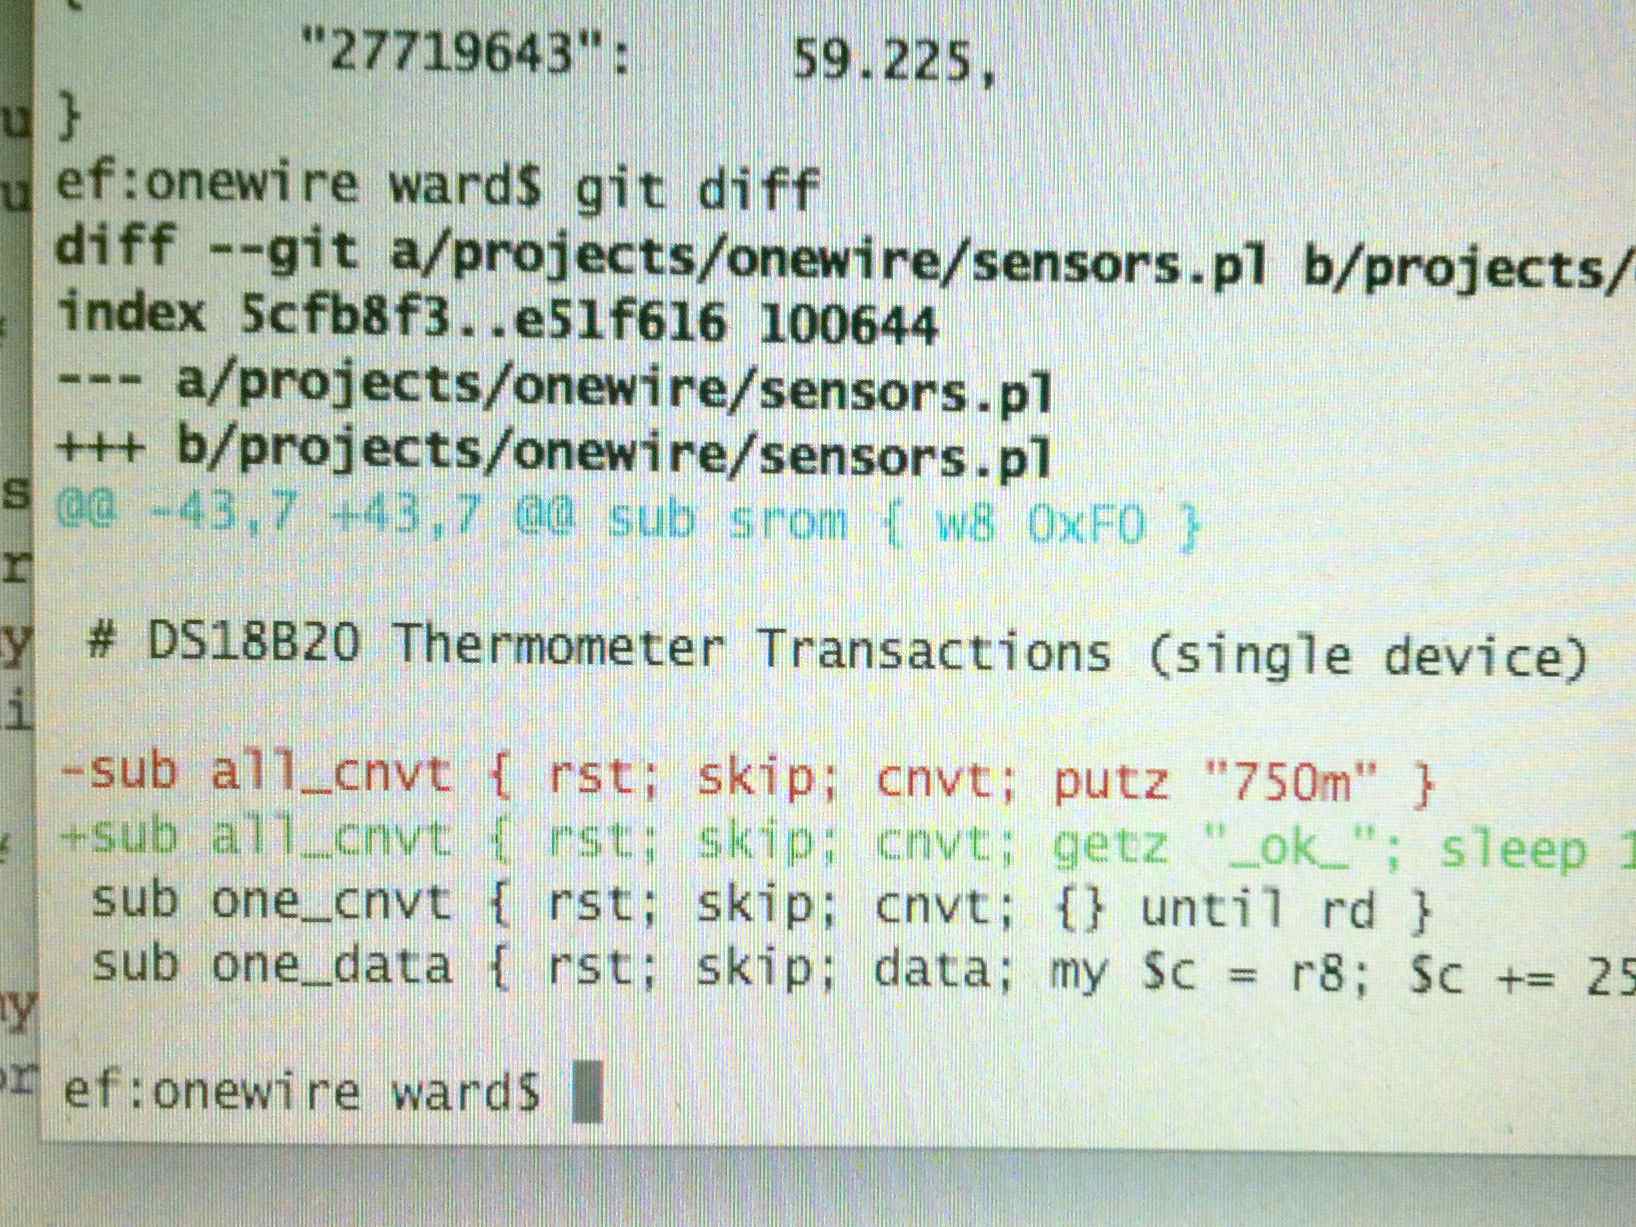 "27719643": 59.225,
}
ef:onewire ward$ git diff
diff --git a/projects/onewire/sensors.pl b/projects/
index 5cfb8f3..e51f616 100644
--- a/projects/onewire/sensors.pl
+++ b/projects/onewire/sensors.pl
@@ -43,7 +43,7 @@ sub srom { w8 0xF0 }
# DS18B20 Thermometer Transactions (single device)
-sub all_cnvt { rst; skip; cnvt; putz "750m" }
+sub all_cnvt { rst; skip; cnvt; getz "_ok_"; sleep 1
sub one_cnvt { rst; skip; cnvt; {} until rd }
sub one_data { rst; skip; data; my $c = r8; $c += 25
ef:onewire ward$